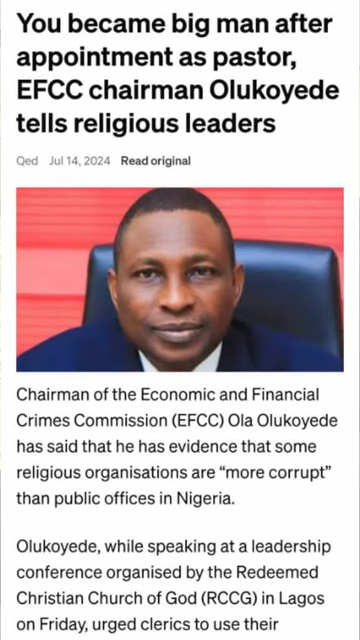 You became big man after
appointment as pastor,
EFCC chairman Olukoyede
tells religious leaders
Qed Jul 14, 2024 Read original
Chairman of the Economic and Financial
Crimes Commission (EFCC) Ola Olukoyede
has said that he has evidence that some
religious organisations are “more corrupt”
than public offices in Nigeria.
Olukoyede, while speaking at a leadership
conference organised by the Redeemed
Christian Church of God (RCCG) in Lagos
on Friday, urged clerics to use their